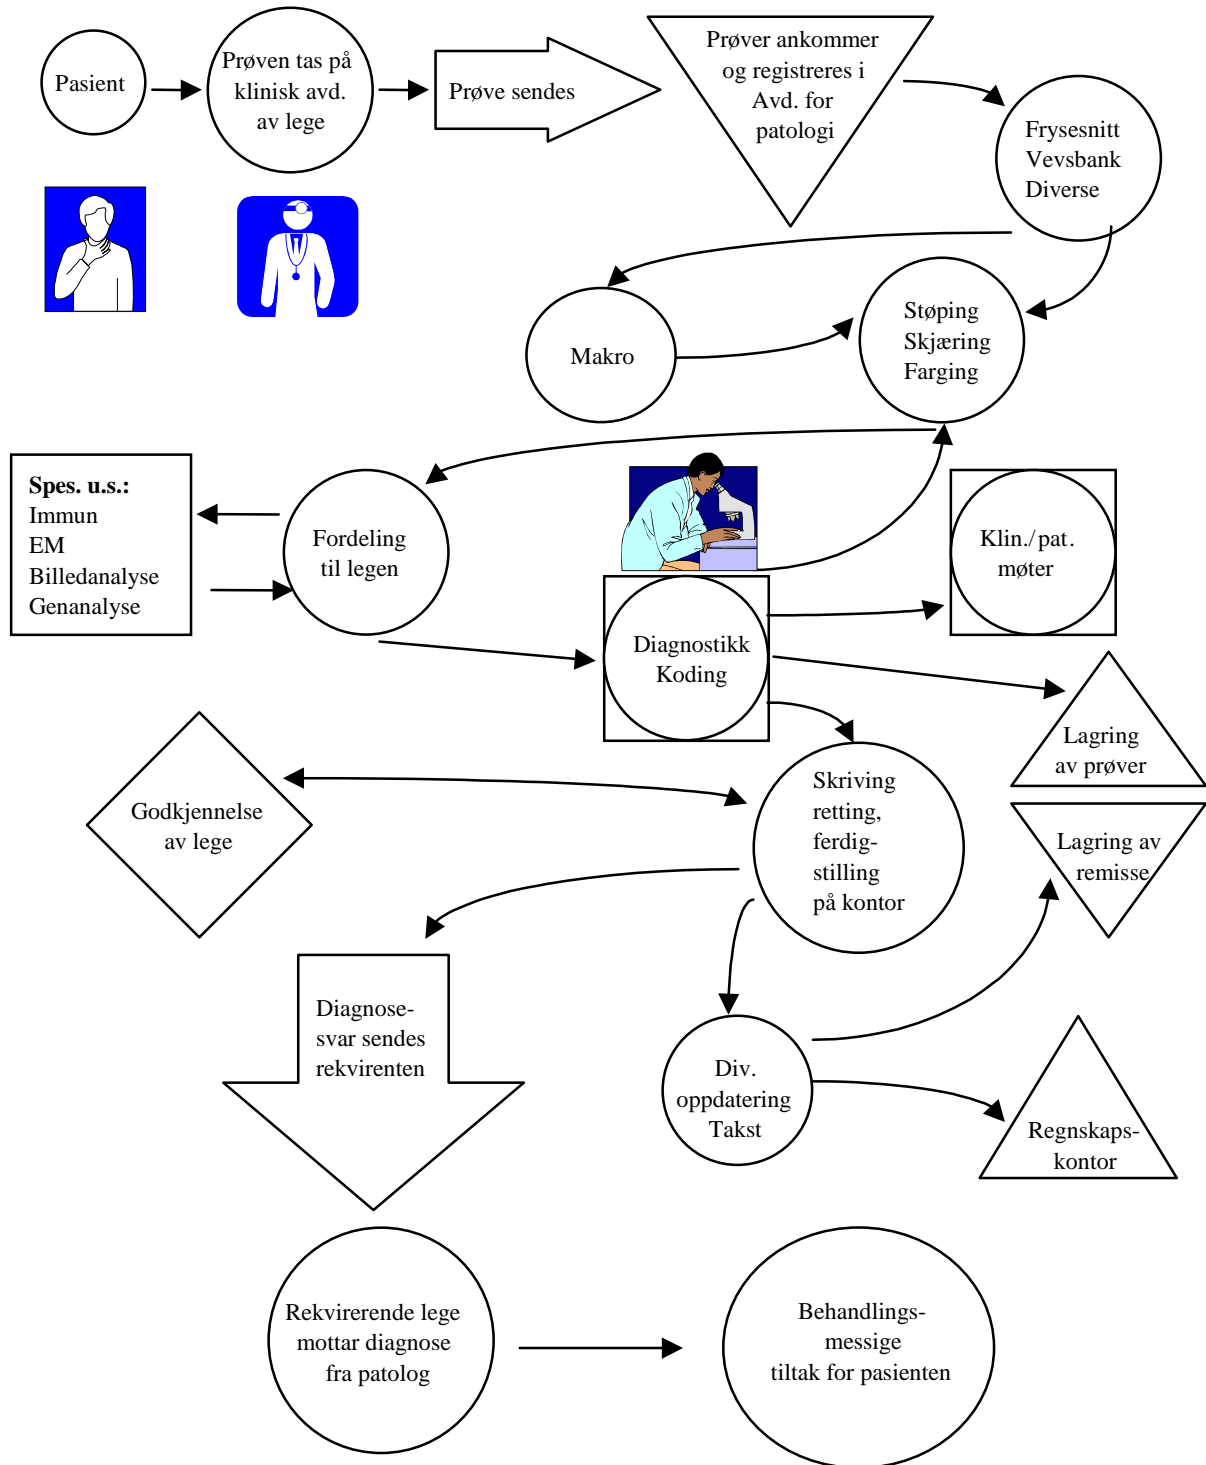 Pasient
Prøven tas på
klinisk avd.
av lege
Prøve sendes
Prøver ankommer
og registreres i
Avd. for
patologi
Frysesnitt
Vevsbank
Diverse
Makro
Støping
Skjæring
Farging
Spes. u.s.:
Immun
EM
Billedanalyse
Genanalyse
Fordeling
til legen
Klin./pat.
møter
Diagnostikk
Koding
Lagring
av prøver
Godkjennelse
av lege
Skriving
retting,
ferdig-
stilling
på kontor
Lagring av
remisse
Diagnose-
svar sendes
rekvirenten
Div.
oppdatering
Takst
Regnskaps-
kontor
Rekvirerende lege
mottar diagnose
fra patolog
Behandlings-
messige
tiltak for pasienten